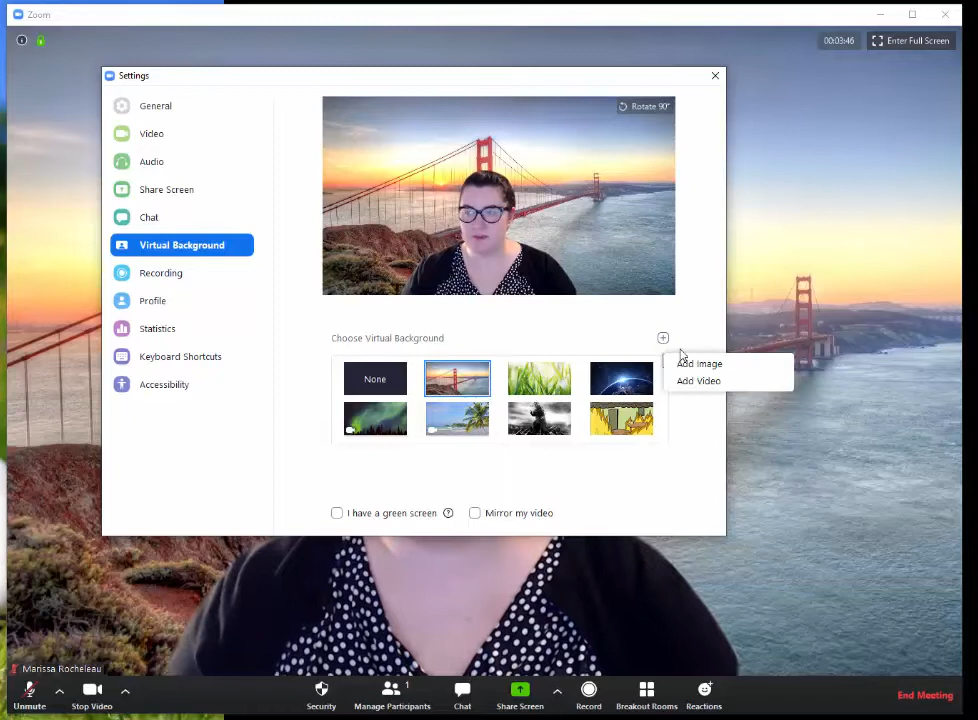 Zoom
00:03:46
Enter Full Screen
Settings
General
Video
Audio
Share Screen
Chat
Virtual Background
Recording
Profile
Statistics
Keyboard Shortcuts
Accessibility
Rotate 90°
Choose Virtual Background
None
Add Image
Add Video
I have a green screen
Mirror my video
Marissa Rocheleau
Unmute
Stop Video
Security
Manage Participants
1
Chat
Share Screen
Record
Breakout Rooms
Reactions
End Meeting